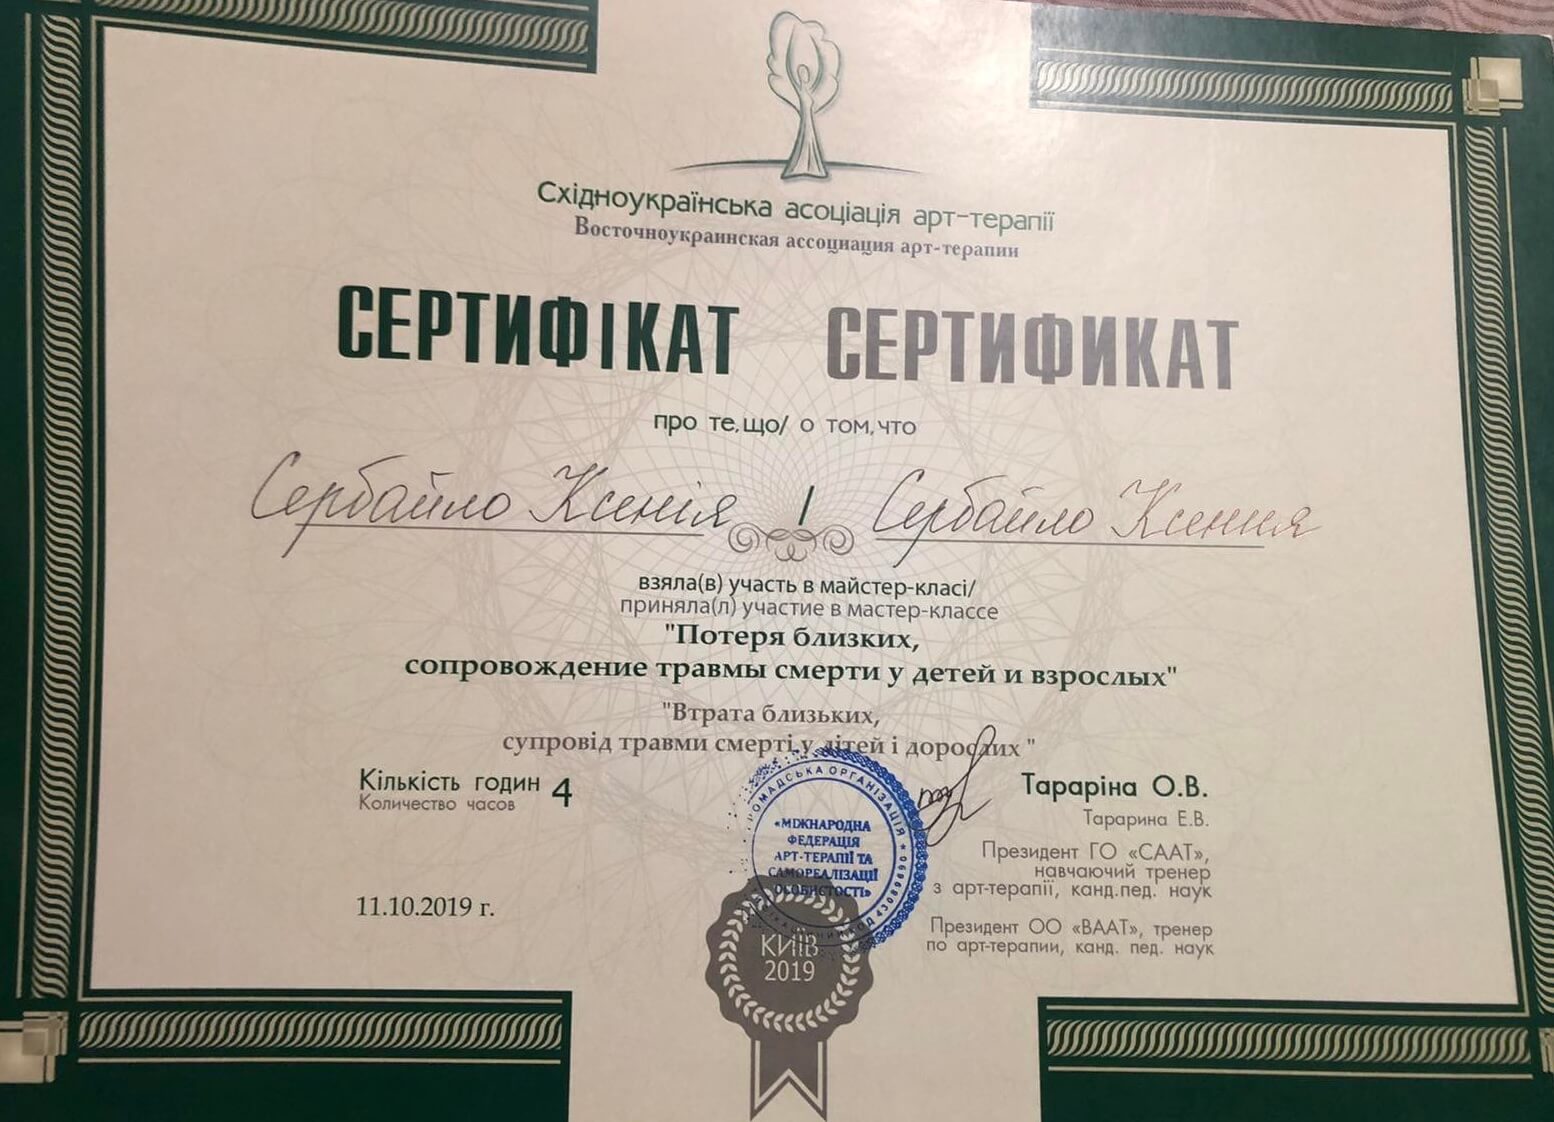 Східноукраїнська асоціація арт-терапії
Восточноукраинская ассоциация арт-терапии
СЕРТИФІКАТ СЕРТИФИКАТ
про те,що/ о том,что
Сербайло Ксенія / Сербайло Ксения
взяла(в) участь в майстер-класі/
приняла(л) участие в мастер-классе
"Потеря близких,
сопровождение травмы смерти у детей и взрослых"
"Втрата близьких,
супровід травми смерті у дітей і дорослих "
Кількість годин 4
Количество часов
11.10.2019 г.
ГРОМАДСЬКА ОРГАНІЗАЦІЯ
«МІЖНАРОДНА
ФЕДЕРАЦІЯ
АРТ-ТЕРАПІЇ ТА
САМОРЕАЛІЗАЦІЇ
ОСОБИСТОСТІ»
КИЇВ
2019
Тараріна О.В.
Тарарина Е.В.
Президент ГО «СААТ»,
навчаючий тренер
з арт-терапії, канд.пед. наук
Президент ОО «ВААТ», тренер
по арт-терапии, канд. пед. наук